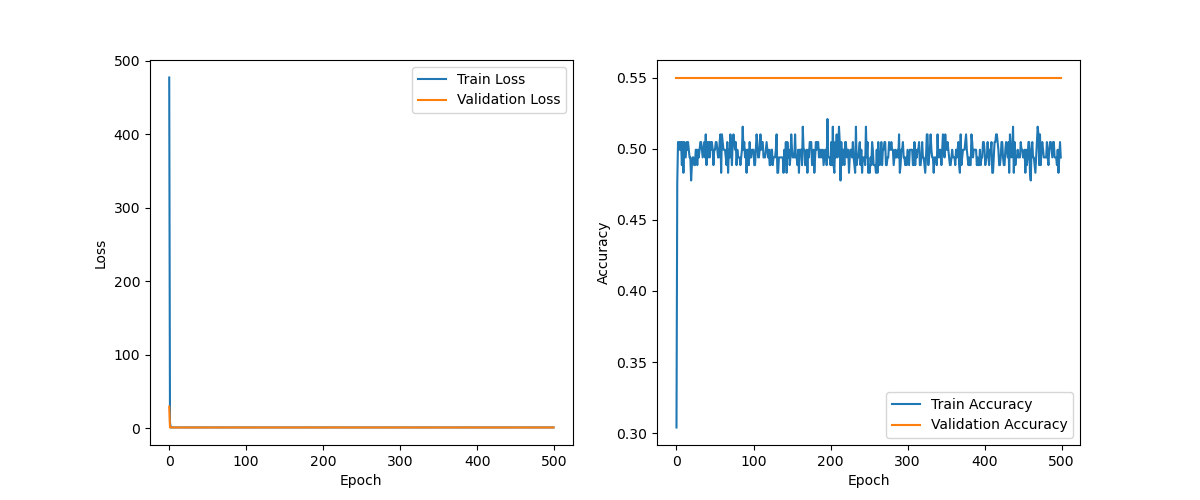 500
400
300
200
100
0
Loss
0 100 200 300 400 500
Epoch
Train Loss
Validation Loss
0.55
0.50
0.45
0.40
0.35
0.30
Accuracy
0 100 200 300 400 500
Epoch
Train Accuracy
Validation Accuracy